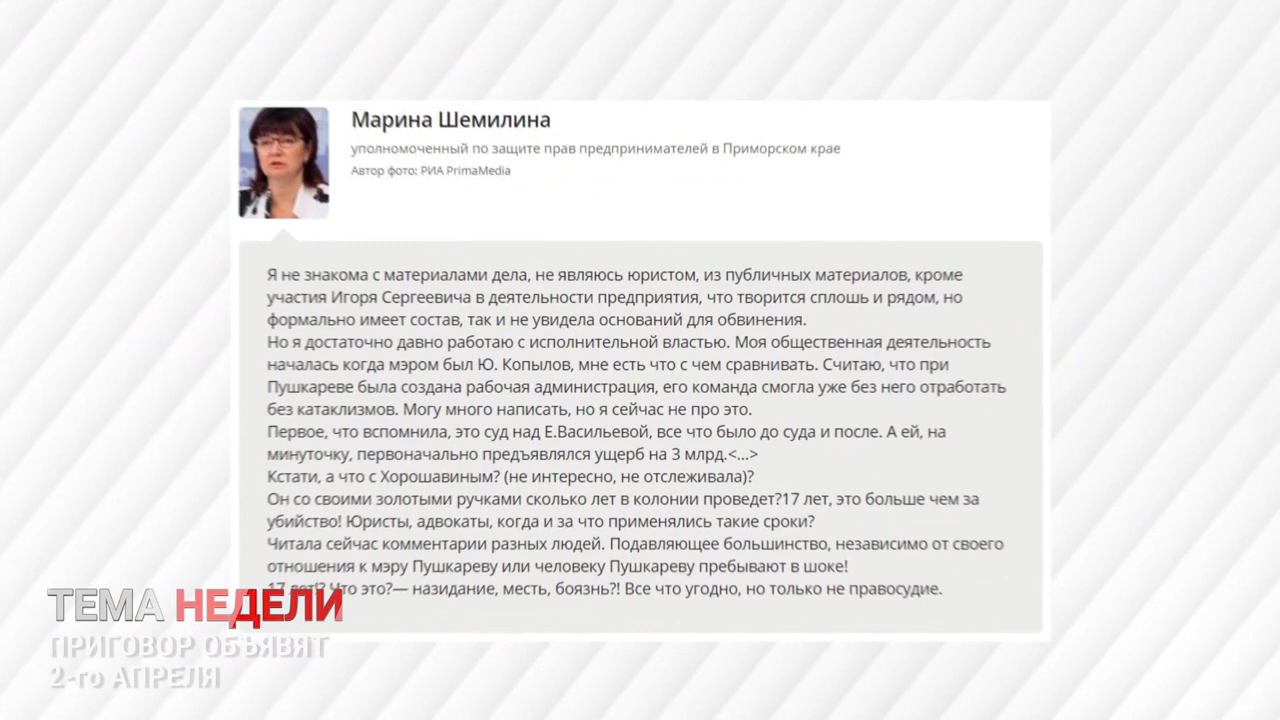 Марина Шемилина
уполномоченный по защите прав предпринимателей в Приморском крае
Автор фото: РИА PrimaMedia
Я не знакома с материалами дела, не являюсь юристом, из публичных материалов, кроме
участия Игоря Сергеевича в деятельности предприятия, что творится сплошь и рядом, но
формально имеет состав, так и не увидела оснований для обвинения.
Но я достаточно давно работаю с исполнительной властью. Моя общественная деятельность
началась когда мэром был Ю. Копылов, мне есть что с чем сравнивать. Считаю, что при
Пушкареве была создана рабочая администрация, его команда смогла уже без него отработать
без катаклизмов. Могу много написать, но я сейчас не про это.
Первое, что вспомнила, это суд над Е.Васильевой, все что было до суда и после. А ей, на
минуточку, первоначально предъявлялся ущерб на 3 млрд.<...>
Кстати, а что с Хорошавиным? (не интересно, не отслеживала)?
Он со своими золотыми ручками сколько лет в колонии проведет?17 лет, это больше чем за
убийство! Юристы, адвокаты, когда и за что применялись такие сроки?
Читала сейчас комментарии разных людей. Подавляющее большинство, независимо от своего
отношения к мэру Пушкареву или человеку Пушкареву пребывают в шоке!
17 лет!? Что это?— назидание, месть, боязнь?! Все что угодно, но только не правосудие.
ТЕМА НЕДЕЛИ
ПРИГОВОР ОБЪЯВЯТ
2-го АПРЕЛЯ